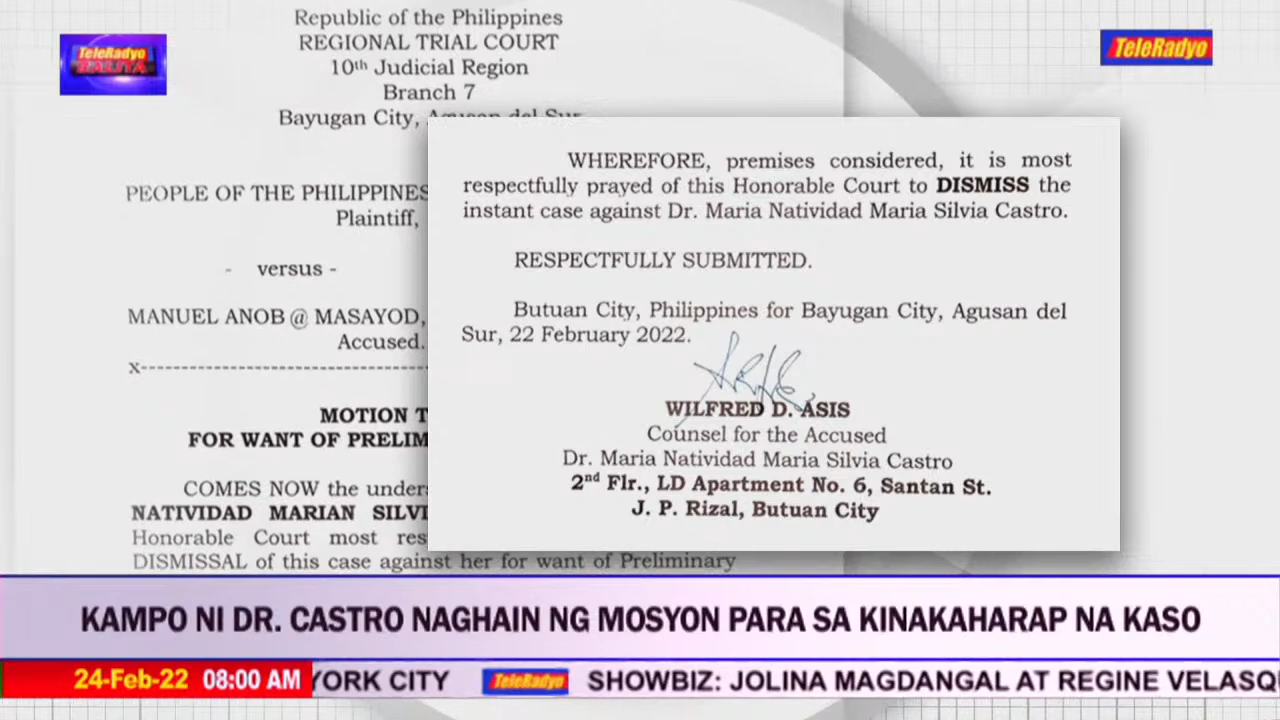 TeleRadyo
BALITA
TeleRadyo
Republic of the Philippines
REGIONAL TRIAL COURT
10th Judicial Region
Branch 7
Bayugan City, Agusan del Sur
PEOPLE OF THE PHILIPPINES
Plaintiff,
- versus -
MANUEL ANOB @ MASAYOD,
Accused.
x--------------------------------
MOTION T
FOR WANT OF PRELIM
COMES NOW the unders
NATIVIDAD MARIAN SILVI
Honorable Court most res
DISMISSAL of this case against her for want of Preliminary
WHEREFORE, premises considered, it is most
respectfully prayed of this Honorable Court to DISMISS the
instant case against Dr. Maria Natividad Maria Silvia Castro.
RESPECTFULLY SUBMITTED.
Butuan City, Philippines for Bayugan City, Agusan del
Sur, 22 February 2022.
WILFRED D. ASIS
Counsel for the Accused
Dr. Maria Natividad Maria Silvia Castro
2nd Flr., LD Apartment No. 6, Santan St.
J. P. Rizal, Butuan City
KAMPO NI DR. CASTRO NAGHAIN NG MOSYON PARA SA KINAKAHARAP NA KASO
24-Feb-22 08:00 AM YORK CITY TeleRadyo SHOWBIZ: JOLINA MAGDANGAL AT REGINE VELASQ